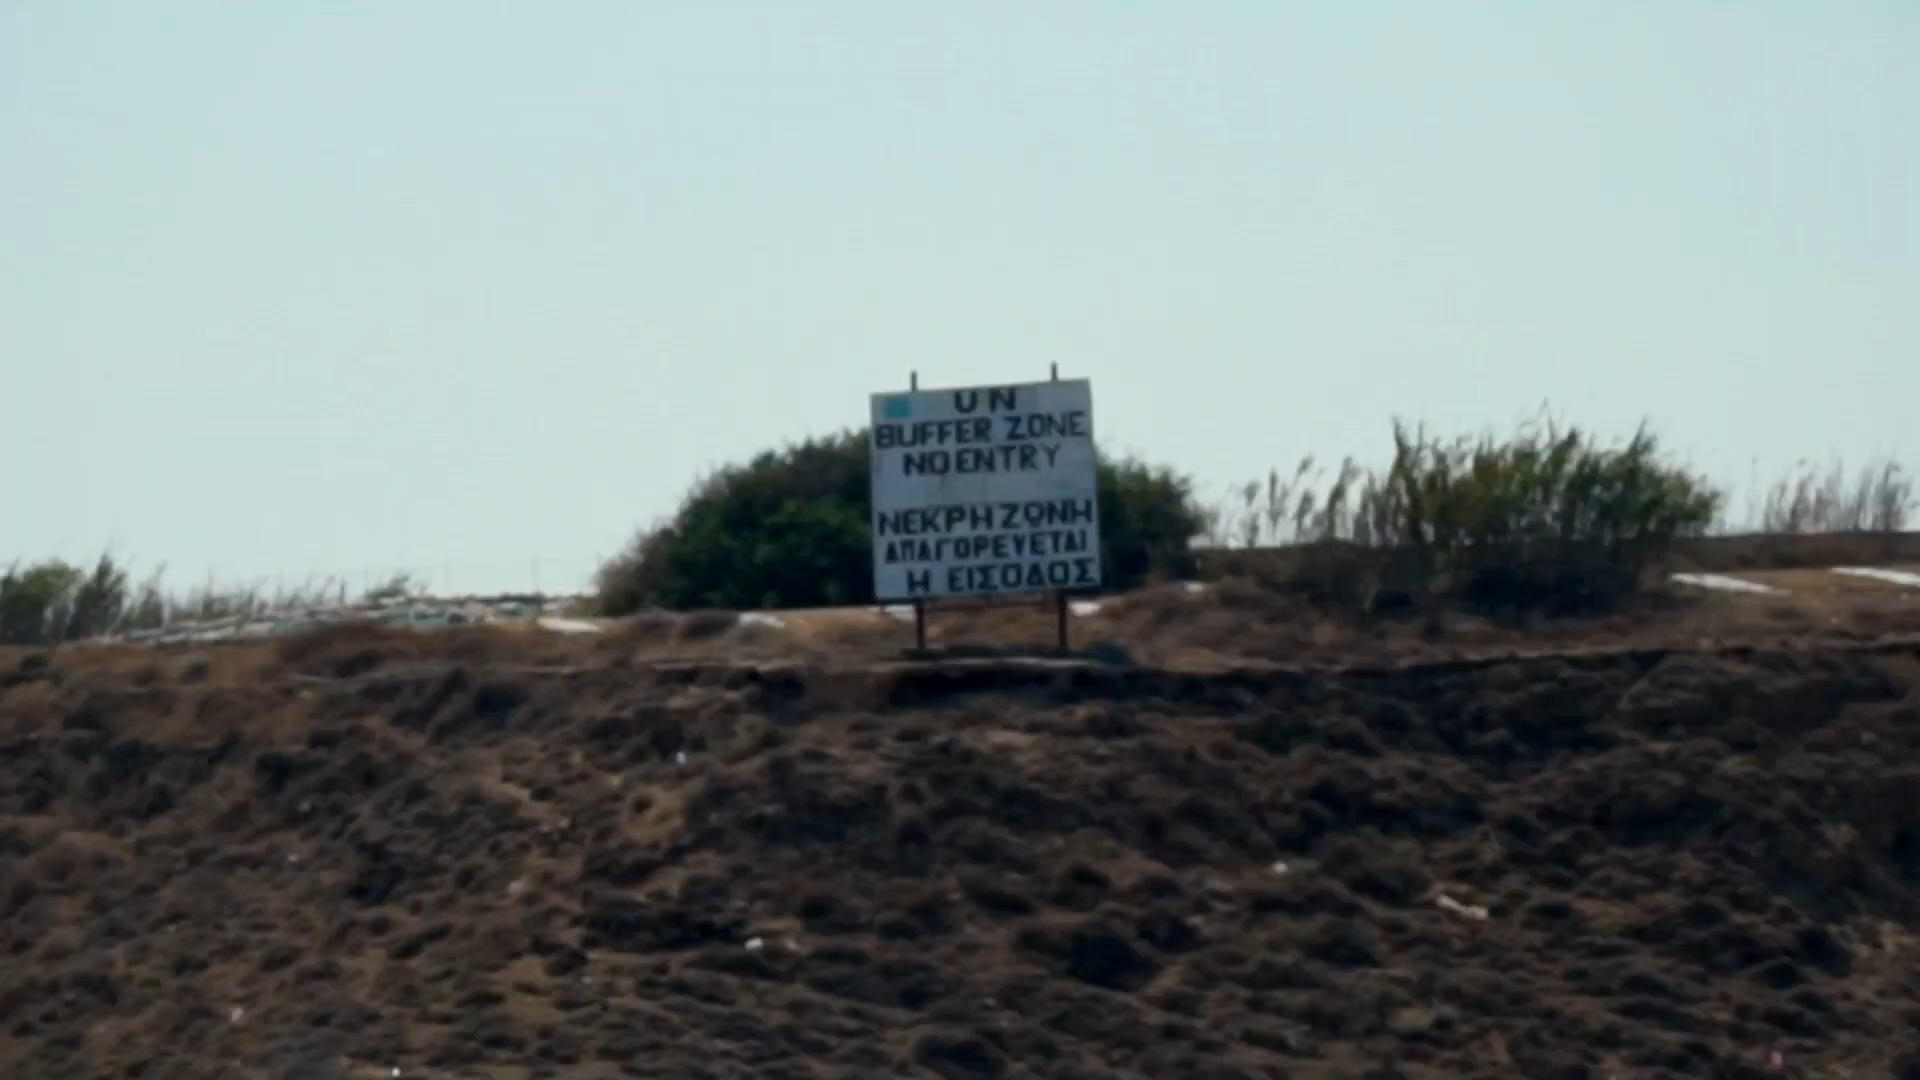 UN
BUFFER ZONE
NO ENTRY
ΝΕΚΡΗ ΖΩΝΗ
ΑΠΑΓΟΡΕΥΕΤΑΙ
Η ΕΙΣΟΔΟΣ